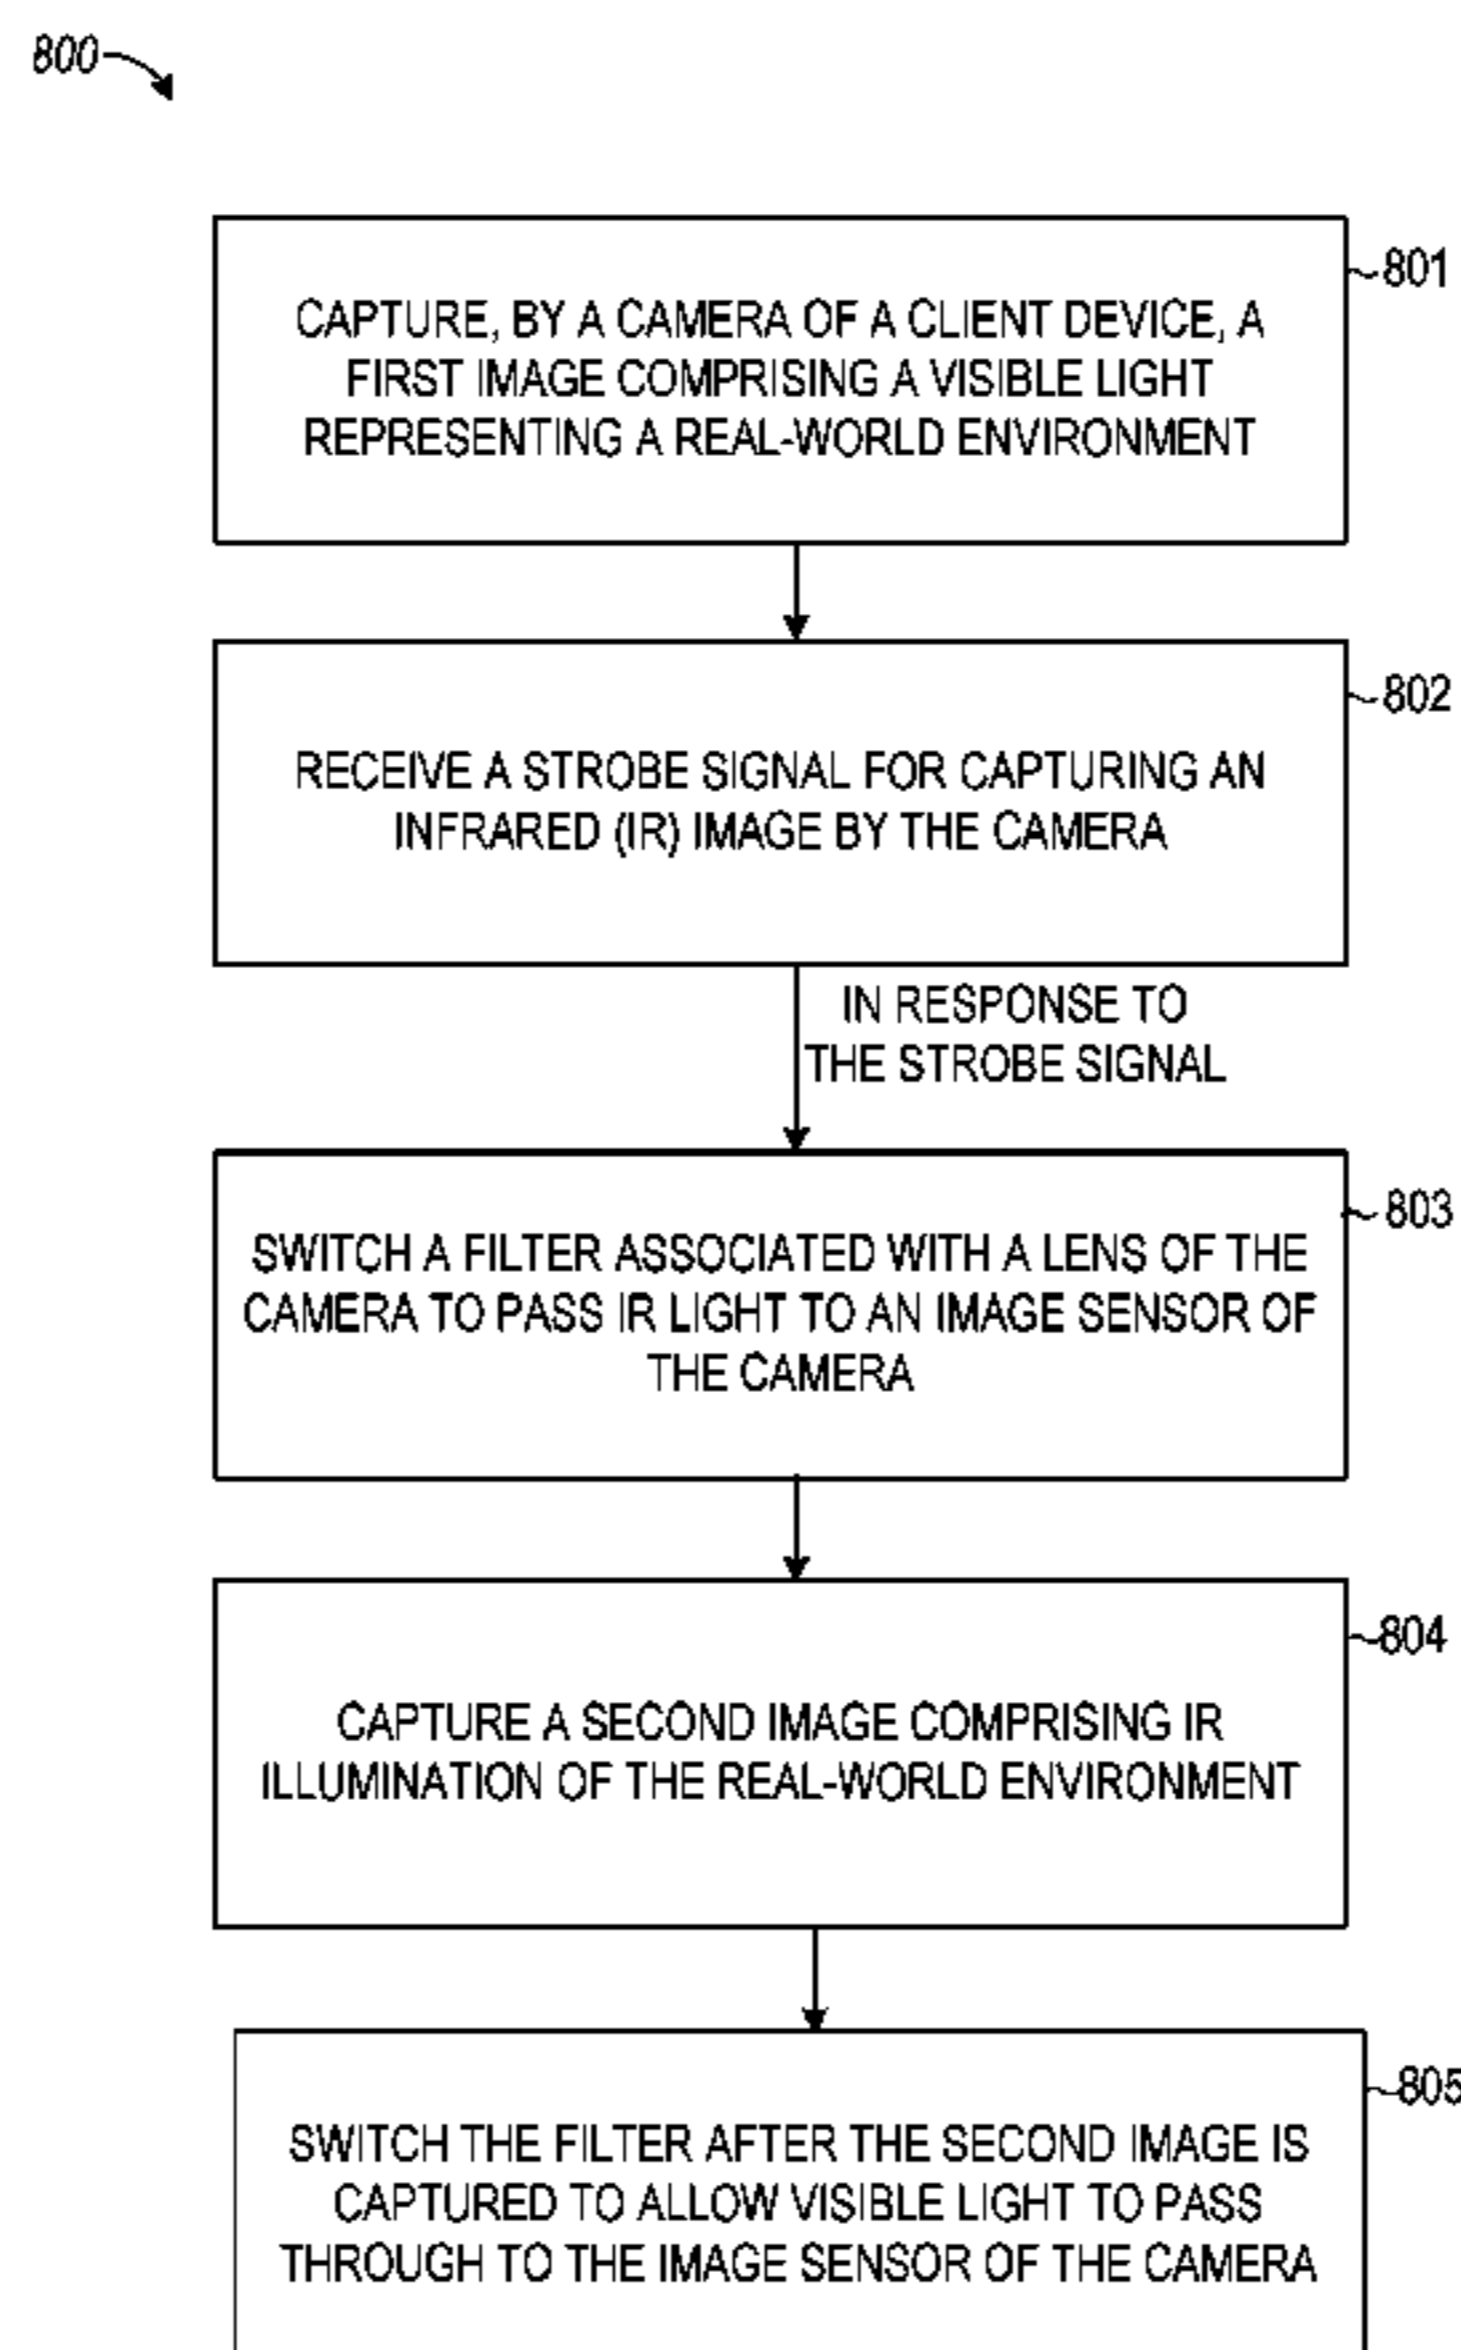 800
801
CAPTURE, BY A CAMERA OF A CLIENT DEVICE, A
FIRST IMAGE COMPRISING A VISIBLE LIGHT
REPRESENTING A REAL-WORLD ENVIRONMENT
802
RECEIVE A STROBE SIGNAL FOR CAPTURING AN
INFRARED (IR) IMAGE BY THE CAMERA
IN RESPONSE TO
THE STROBE SIGNAL
803
SWITCH A FILTER ASSOCIATED WITH A LENS OF THE
CAMERA TO PASS IR LIGHT TO AN IMAGE SENSOR OF
THE CAMERA
804
CAPTURE A SECOND IMAGE COMPRISING IR
ILLUMINATION OF THE REAL-WORLD ENVIRONMENT
805
SWITCH THE FILTER AFTER THE SECOND IMAGE IS
CAPTURED TO ALLOW VISIBLE LIGHT TO PASS
THROUGH TO THE IMAGE SENSOR OF THE CAMERA